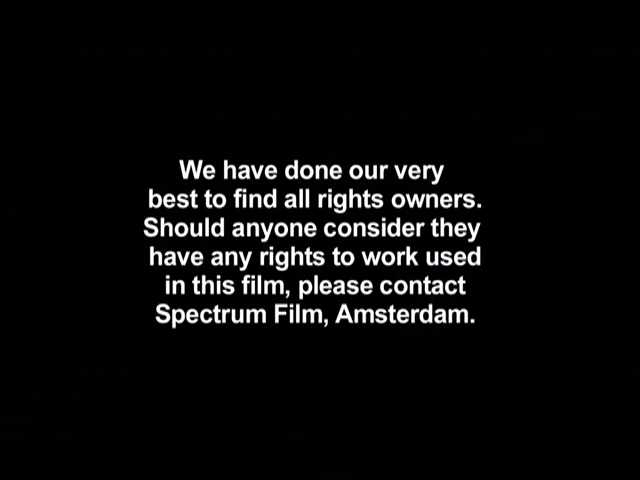 We have done our very
best to find all rights owners.
Should anyone consider they
have any rights to work used
in this film, please contact
Spectrum Film, Amsterdam.